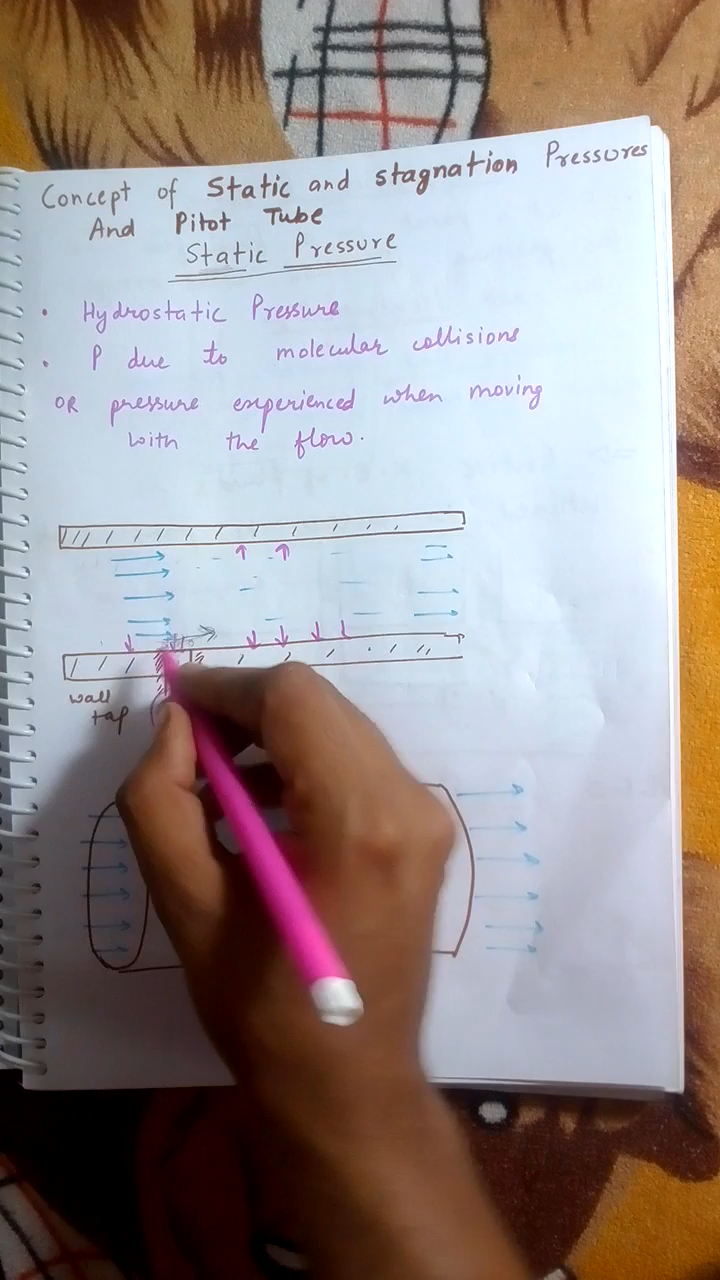 Concept of Static and stagnation Pressures
And Pitot Tube
Static Pressure
• Hydrostatic Pressure
• P due to molecular collisions
OR pressure experienced when moving
with the flow.
wall
tap